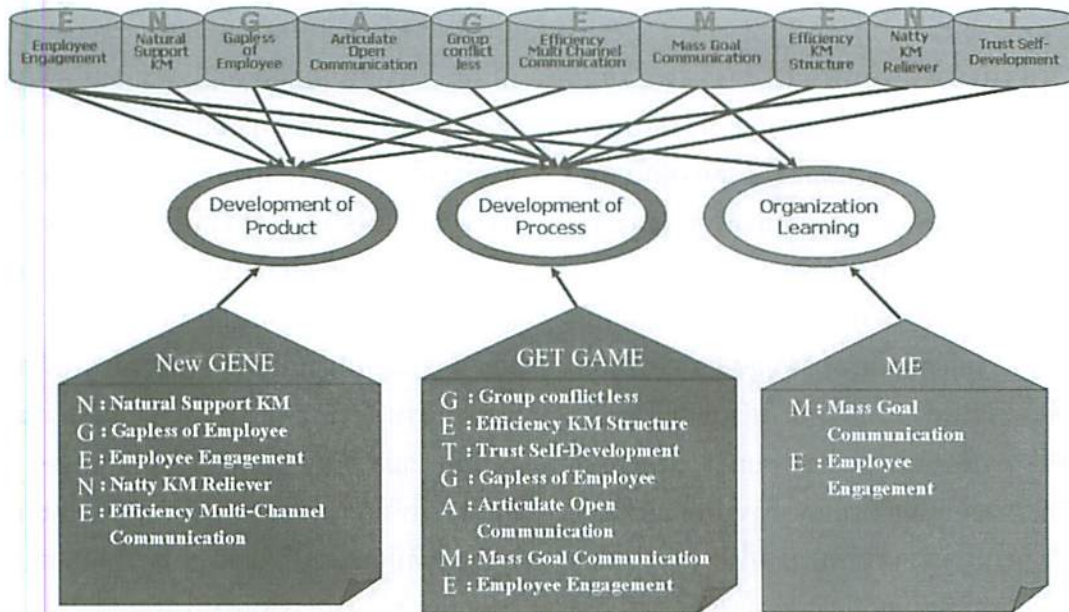 E N G A G E M E N T
Employee
Engagement
Natural
Support
KM
Gapless
of
Employee
Articulate
Open
Communication
Group
conflict
less
Efficiency
Multi Channel
Communication
Mass Goal
Communication
Efficiency
KM
Structure
Natty
KM
Reliever
Trust Self-
Development
Development of
Product
Development of
Process
Organization
Learning
New GENE
N : Natural Support KM
G : Gapless of Employee
E : Employee Engagement
N : Natty KM Reliever
E : Efficiency Multi-Channel
Communication
GET GAME
G : Group conflict less
E : Efficiency KM Structure
T : Trust Self-Development
G : Gapless of Employee
A : Articulate Open
Communication
M : Mass Goal Communication
E : Employee Engagement
ME
M : Mass Goal
Communication
E : Employee
Engagement